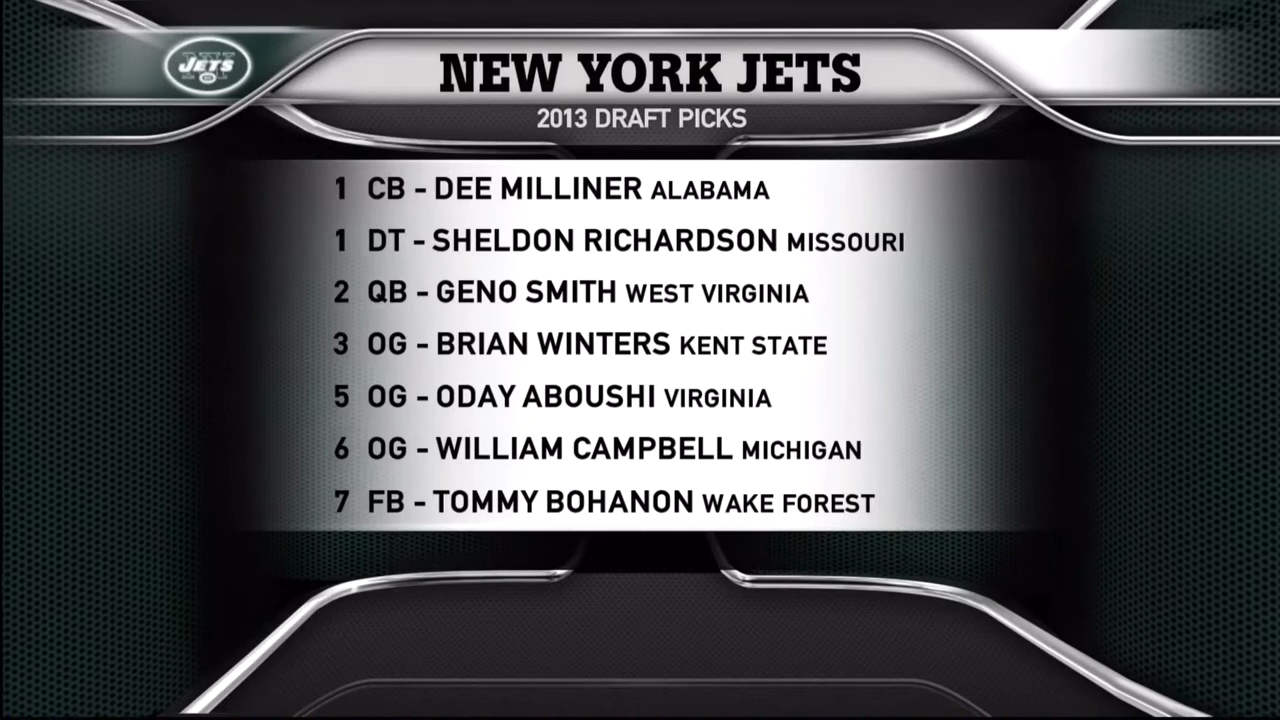 JETS
NEW YORK JETS
2013 DRAFT PICKS
1 CB - DEE MILLINER ALABAMA
1 DT - SHELDON RICHARDSON MISSOURI
2 QB - GENO SMITH WEST VIRGINIA
3 OG - BRIAN WINTERS KENT STATE
5 OG - ODAY ABOUSHI VIRGINIA
6 OG - WILLIAM CAMPBELL MICHIGAN
7 FB - TOMMY BOHANON WAKE FOREST